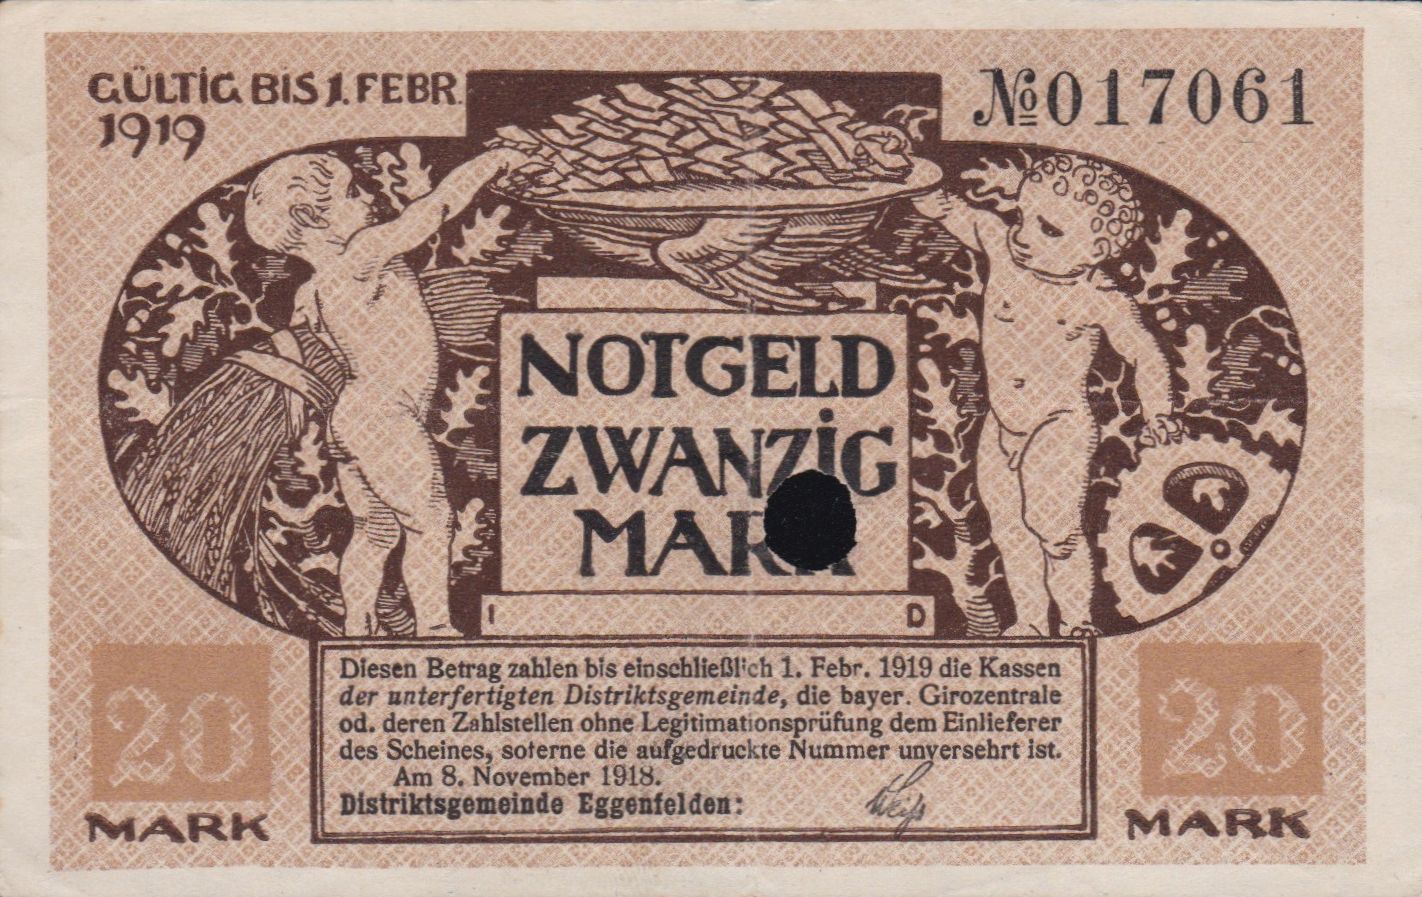 GÜLTIG BIS 1. FEBR.
1919
№ 017061
NOTGELD
ZWANZIG
MARK
I D
Diesen Betrag zahlen bis einschließlich 1. Febr. 1919 die Kassen
der unterfertigten Distriktsgemeinde, die bayer. Girozentrale
od. deren Zahlstellen ohne Legitimationsprüfung dem Einlieferer
des Scheines, soferne die aufgedruckte Nummer unversehrt ist.
Am 8. November 1918.
Distriktsgemeinde Eggenfelden:
20
MARK
20
MARK